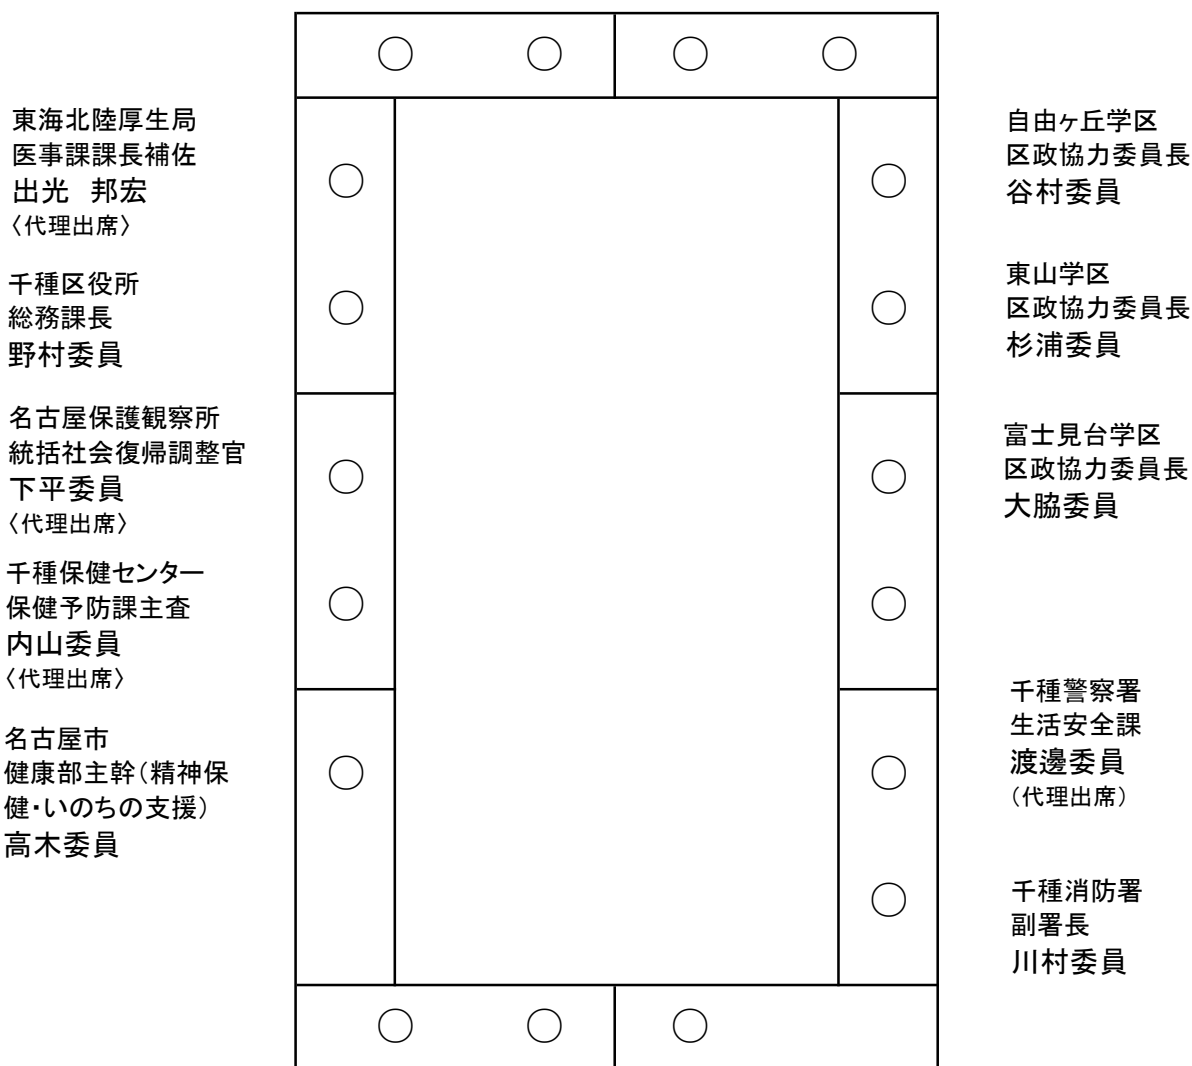 東海北陸厚生局
医事課課長補佐
出光　邦宏
〈代理出席〉
千種区役所
総務課長
野村委員
名古屋保護観察所
統括社会復帰調整官
下平委員
〈代理出席〉
千種保健センター
保健予防課主査
内山委員
〈代理出席〉
名古屋市
健康部主幹（精神保
健・いのちの支援）
高木委員
自由ヶ丘学区
区政協力委員長
谷村委員
東山学区
区政協力委員長
杉浦委員
富士見台学区
区政協力委員長
大脇委員
千種警察署
生活安全課
渡邊委員
（代理出席）
千種消防署
副署長
川村委員